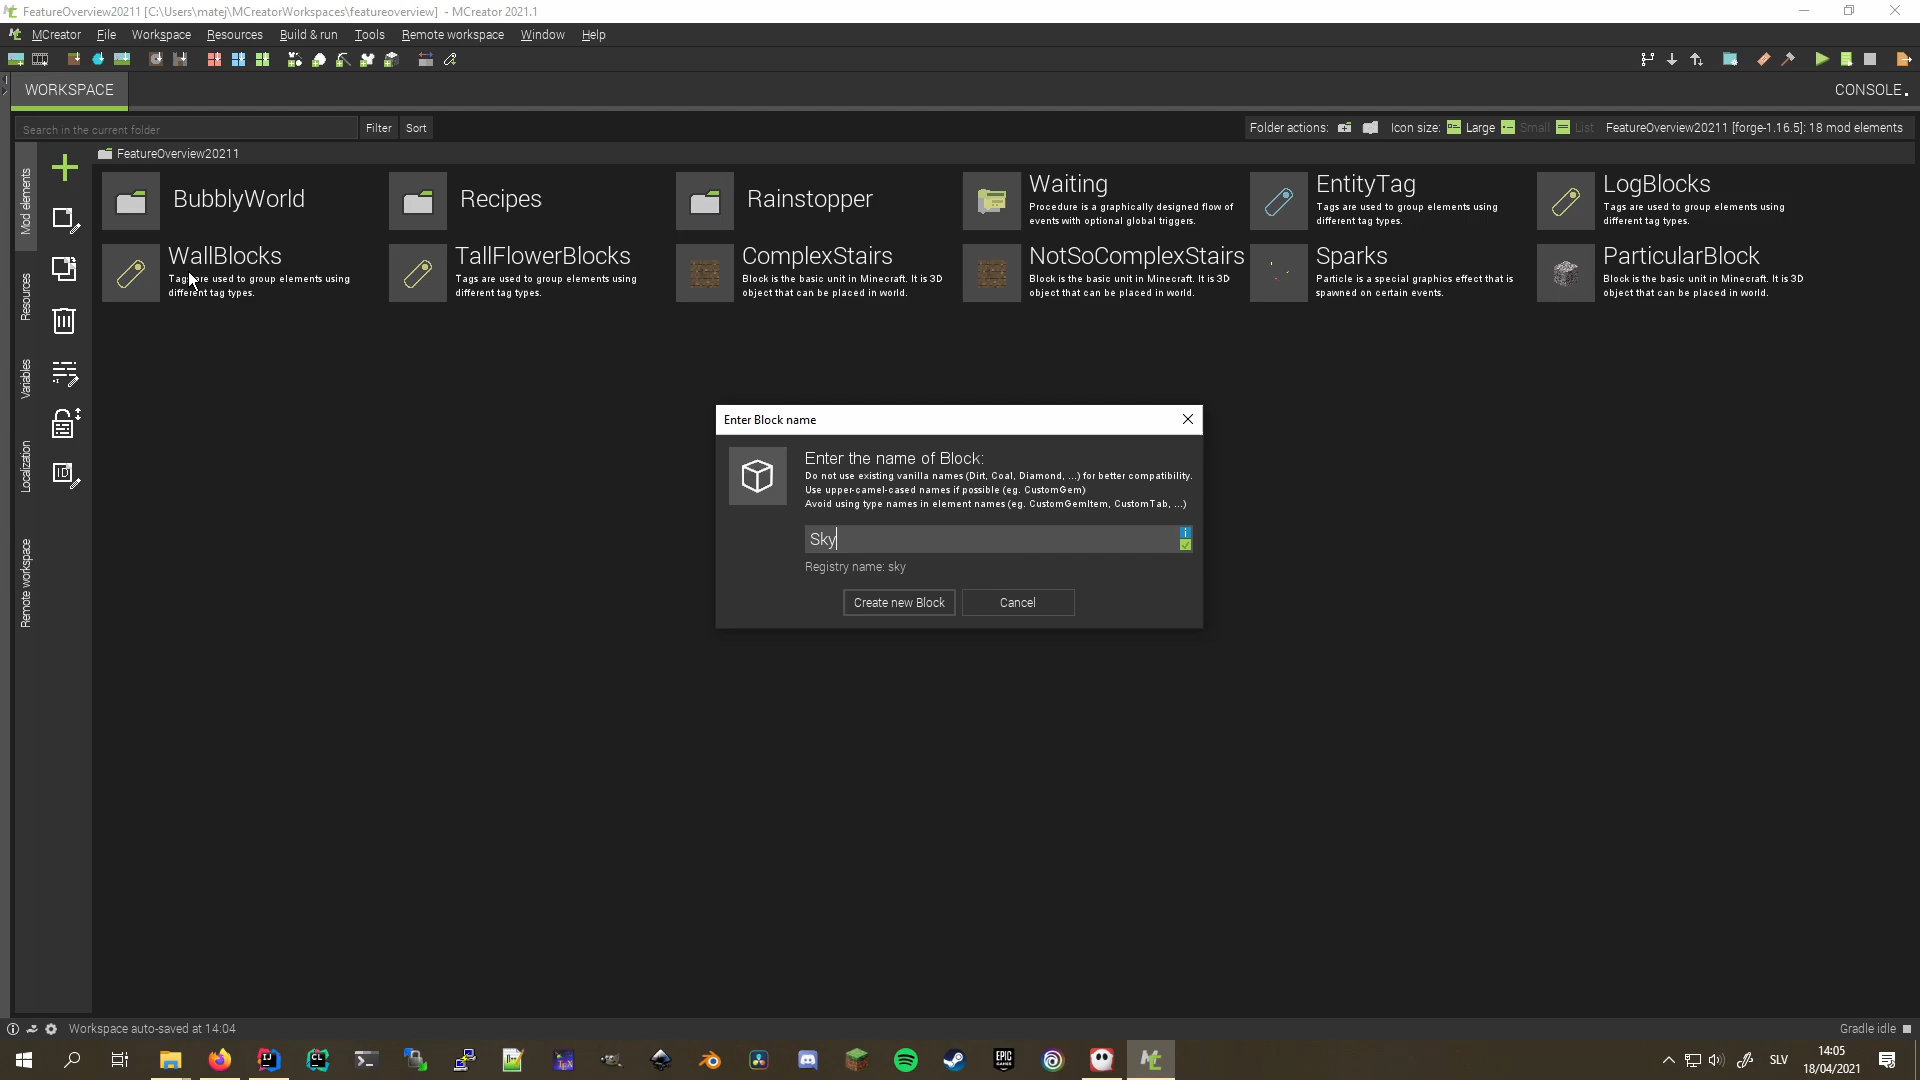 FeatureOverview20211 [C:\Users\matej\MCreatorWorkspaces\featureoverview] - MCreator 2021.1
MCreator File Workspace Resources Build & run Tools Remote workspace Window Help
WORKSPACE
CONSOLE
Search in the current folder
Filter
Sort
Folder actions:
Icon size: Large Small List FeatureOverview20211 [forge-1.16.5]: 18 mod elements
FeatureOverview20211
Mod elements
Resources
Variables
Localization
Remote workspace
BubblyWorld
Recipes
Rainstopper
Waiting
Procedure is a graphically designed flow of
events with optional global triggers.
EntityTag
Tags are used to group elements using
different tag types.
LogBlocks
Tags are used to group elements using
different tag types.
WallBlocks
Tags are used to group elements using
different tag types.
TallFlowerBlocks
Tags are used to group elements using
different tag types.
ComplexStairs
Block is the basic unit in Minecraft. It is 3D
object that can be placed in world.
NotSoComplexStairs
Block is the basic unit in Minecraft. It is 3D
object that can be placed in world.
Sparks
Particle is a special graphics effect that is
spawned on certain events.
ParticularBlock
Block is the basic unit in Minecraft. It is 3D
object that can be placed in world.
Enter Block name
Enter the name of Block:
Do not use existing vanilla names (Dirt, Coal, Diamond, ...) for better compatibility.
Use upper-camel-cased names if possible (eg. CustomGem)
Avoid using type names in element names (eg. CustomGemItem, CustomTab, ...)
Sky
Registry name: sky
Create new Block
Cancel
Workspace auto-saved at 14:04
Gradle idle
SLV
14:05
18/04/2021